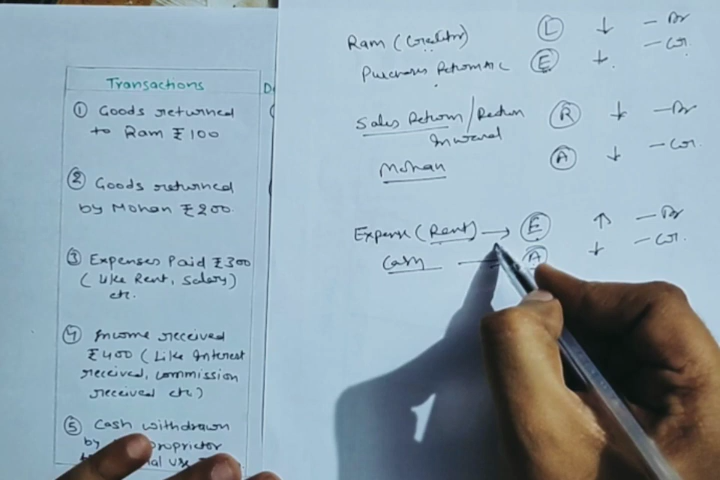 Transactions
① Goods returned
to Ram ₹100
② Goods returned
by Mohan ₹200.
③ Expenses Paid ₹300
(Like Rent, Salary)
etc.
④ Income received
₹400 (Like Interest
received, commission
received etc)
⑤ Cash withdrawn
by
D
Ram (Creditor) Ⓛ ↓ — Dr
Purchases Return A/c Ⓔ ↓ — Cr.
Sales Return / Return Ⓡ ↓ — Dr
Inward
Mohan Ⓐ ↓ — Cr.
Expense (Rent) → Ⓔ ↑ — Dr
Cash — Ⓐ ↓ — Cr.